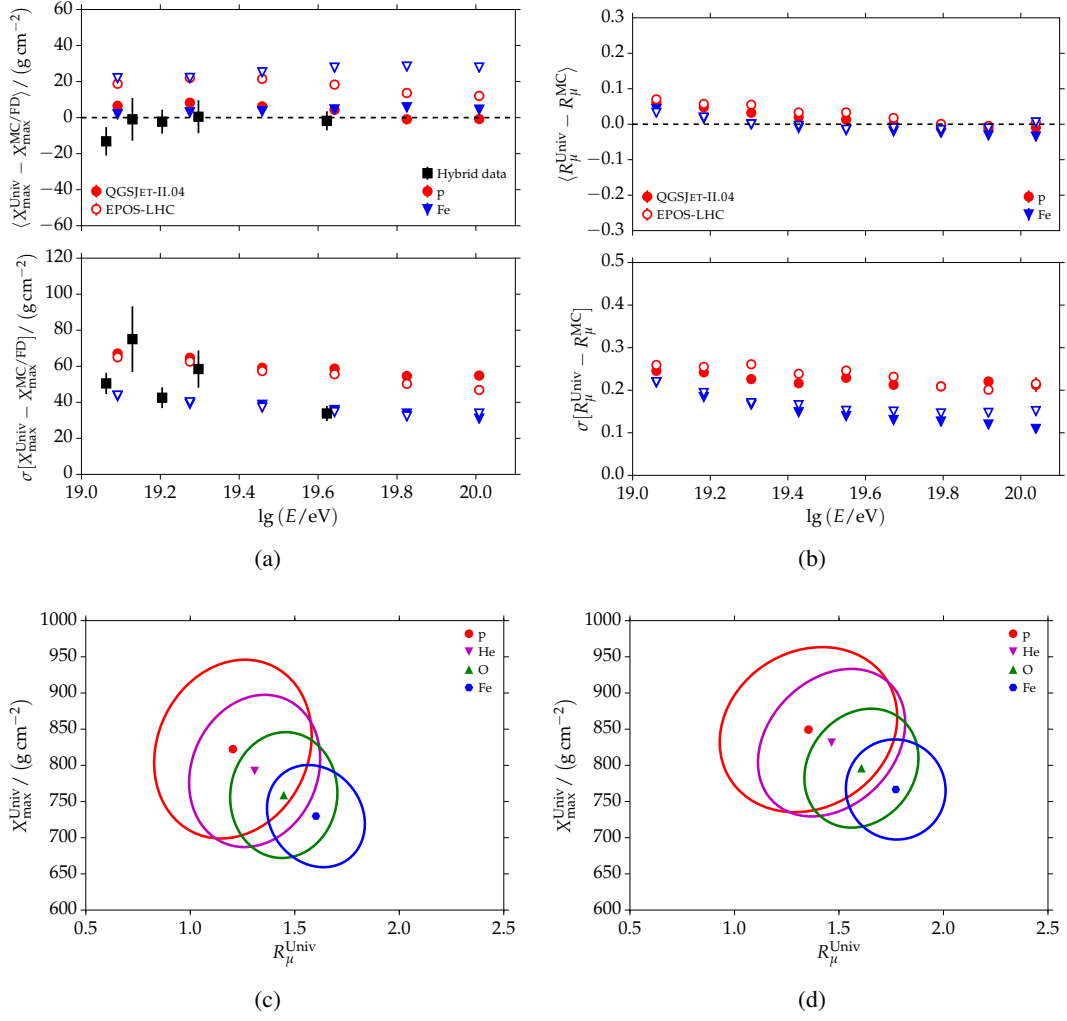 60
40
20
0
−20
−40
−60
⟨X_max^Univ − X_max^MC/FD⟩ / (g cm⁻²)
QGSJET-II.04
EPOS-LHC
Hybrid data
p
Fe
120
100
80
60
40
20
0
σ[X_max^Univ − X_max^MC/FD] / (g cm⁻²)
19.0 19.2 19.4 19.6 19.8 20.0
lg (E/eV)
(a)
0.3
0.2
0.1
0.0
−0.1
−0.2
−0.3
⟨R_μ^Univ − R_μ^MC⟩
QGSJET-II.04
EPOS-LHC
p
Fe
0.5
0.4
0.3
0.2
0.1
0.0
σ[R_μ^Univ − R_μ^MC]
19.0 19.2 19.4 19.6 19.8 20.0
lg (E/eV)
(b)
1000
950
900
850
800
750
700
650
600
X_max^Univ / (g cm⁻²)
p
He
O
Fe
0.5 1.0 1.5 2.0 2.5
R_μ^Univ
(c)
1000
950
900
850
800
750
700
650
600
X_max^Univ / (g cm⁻²)
p
He
O
Fe
0.5 1.0 1.5 2.0 2.5
R_μ^Univ
(d)